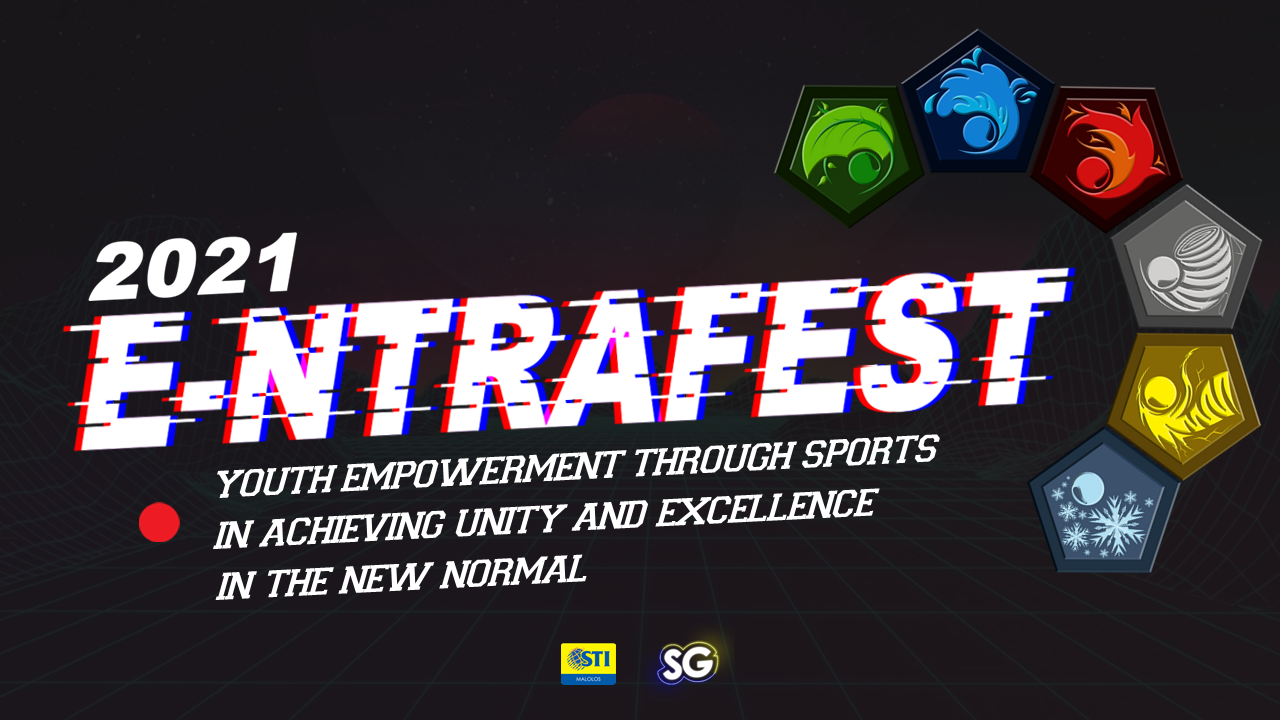 2021
E-NTRAFEST
YOUTH EMPOWERMENT THROUGH SPORTS
IN ACHIEVING UNITY AND EXCELLENCE
IN THE NEW NORMAL
STI
MALOLOS
SG